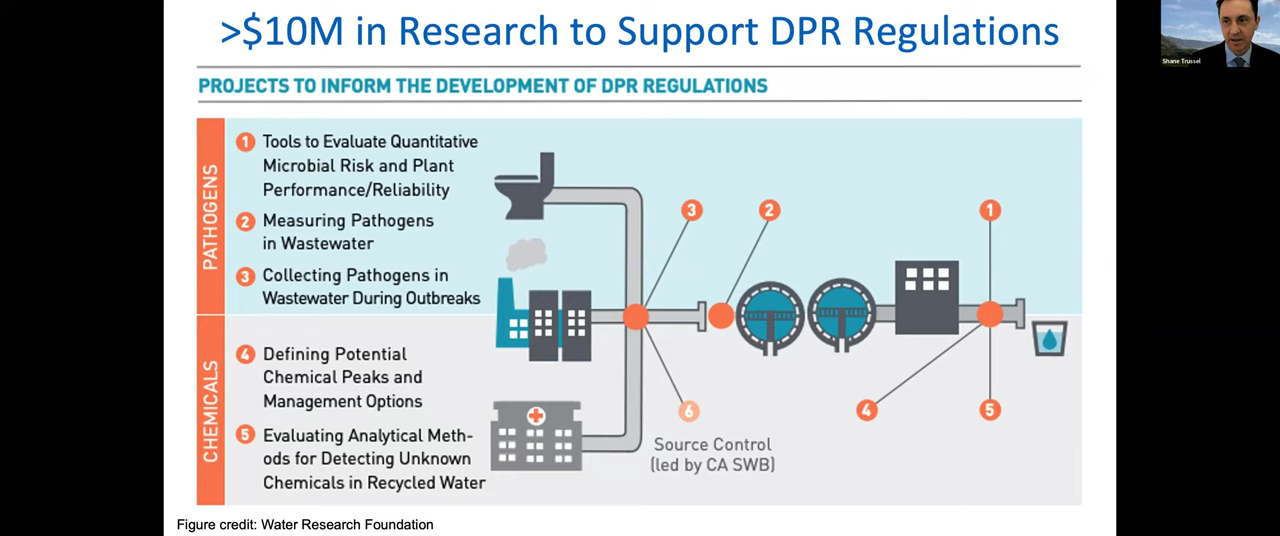 >$10M in Research to Support DPR Regulations
Shane Trussel
PROJECTS TO INFORM THE DEVELOPMENT OF DPR REGULATIONS
PATHOGENS
1 Tools to Evaluate Quantitative
Microbial Risk and Plant
Performance/Reliability
2 Measuring Pathogens
in Wastewater
3 Collecting Pathogens in
Wastewater During Outbreaks
CHEMICALS
4 Defining Potential
Chemical Peaks and
Management Options
5 Evaluating Analytical Meth-
ods for Detecting Unknown
Chemicals in Recycled Water
3
2
1
6
4
5
Source Control
(led by CA SWB)
Figure credit: Water Research Foundation